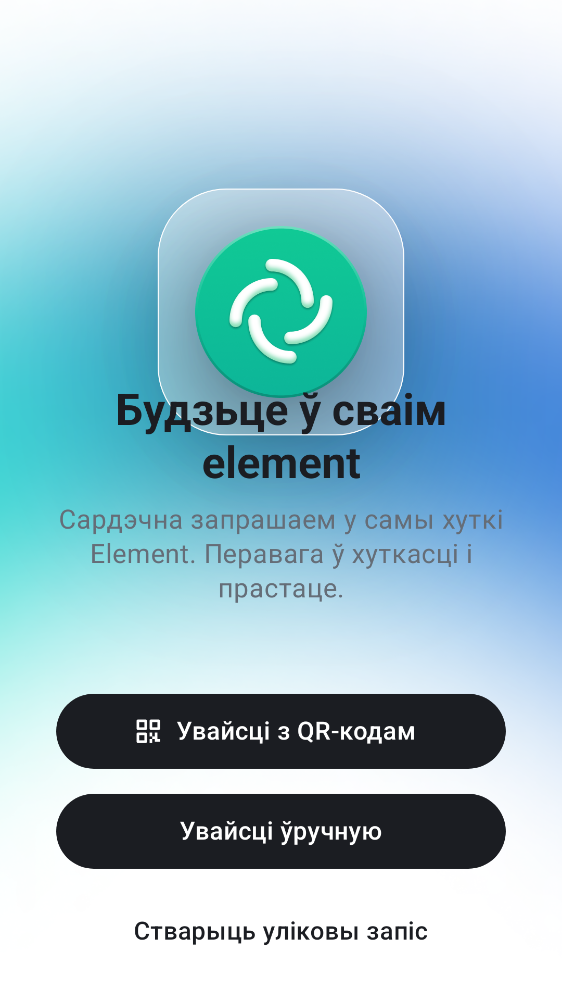 Будзьце ў сваім
element
Сардэчна запрашаем у самы хуткі
Element. Перавага ў хуткасці і
прастаце.
Увайсці з QR-кодам
Увайсці ўручную
Стварыць уліковы запіс